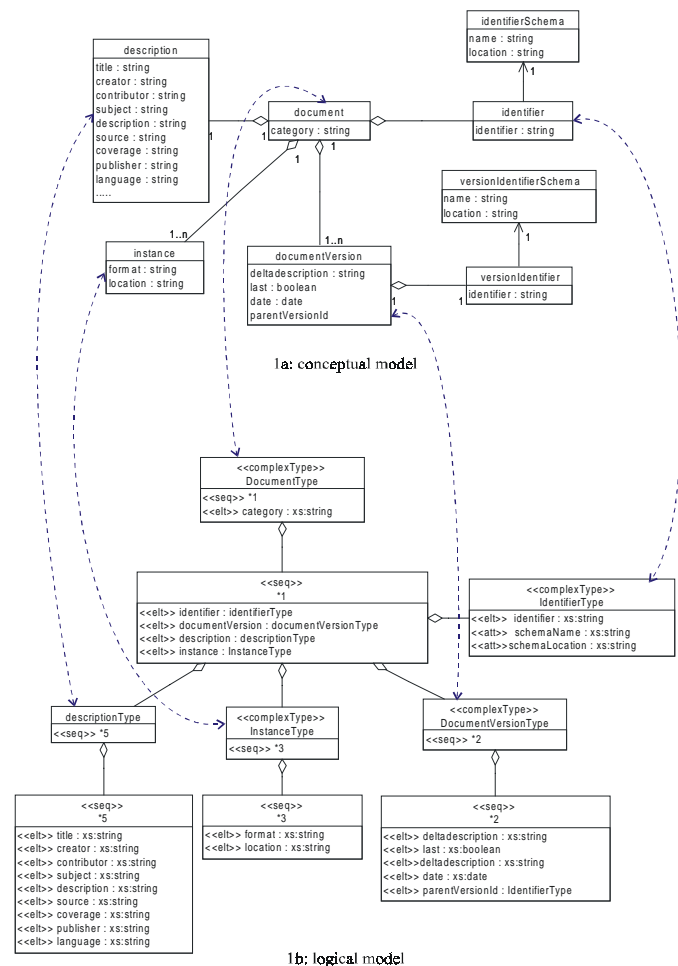 identifierSchema
name : string
location : string
1
description
title : string
creator : string
contributor : string
subject : string
description : string
source : string
coverage : string
publisher : string
language : string
.....
1
1
document
category : string
1
1
identifier
identifier : string
versionIdentifierSchema
name : string
location : string
1
1..n
instance
format : string
location : string
1..n
documentVersion
deltadescription : string
last : boolean
date : date
parentVersionId
1
1
versionIdentifier
identifier : string
1a: conceptual model
<<complexType>>
DocumentType
<<seq>> *1
<<elt>> category : xs:string
<<seq>>
*1
<<elt>> identifier : identifierType
<<elt>> documentVersion : documentVersionType
<<elt>> description : descriptionType
<<elt>> instance : InstanceType
<<complexType>>
IdentifierType
<<elt>> identifier : xs:string
<<att>> schemaName : xs:string
<<att>>schemaLocation : xs:string
descriptionType
<<seq>> *5
<<complexType>>
InstanceType
<<seq>> *3
<<complexType>>
DocumentVersionType
<<seq>> *2
<<seq>>
*5
<<elt>> title : xs:string
<<elt>> creator : xs:string
<<elt>> contributor : xs:string
<<elt>> subject : xs:string
<<elt>> description : xs:string
<<elt>> source : xs:string
<<elt>> coverage : xs:string
<<elt>> publisher : xs:string
<<elt>> language : xs:string
<<seq>>
*3
<<elt>> format : xs:string
<<elt>> location : xs:string
<<seq>>
*2
<<elt>> deltadescription : xs:string
<<elt>> last : xs:boolean
<<elt>>deltadescription : xs:string
<<elt>> date : xs:date
<<elt>> parentVersionId : IdentifierType
1b: logical model